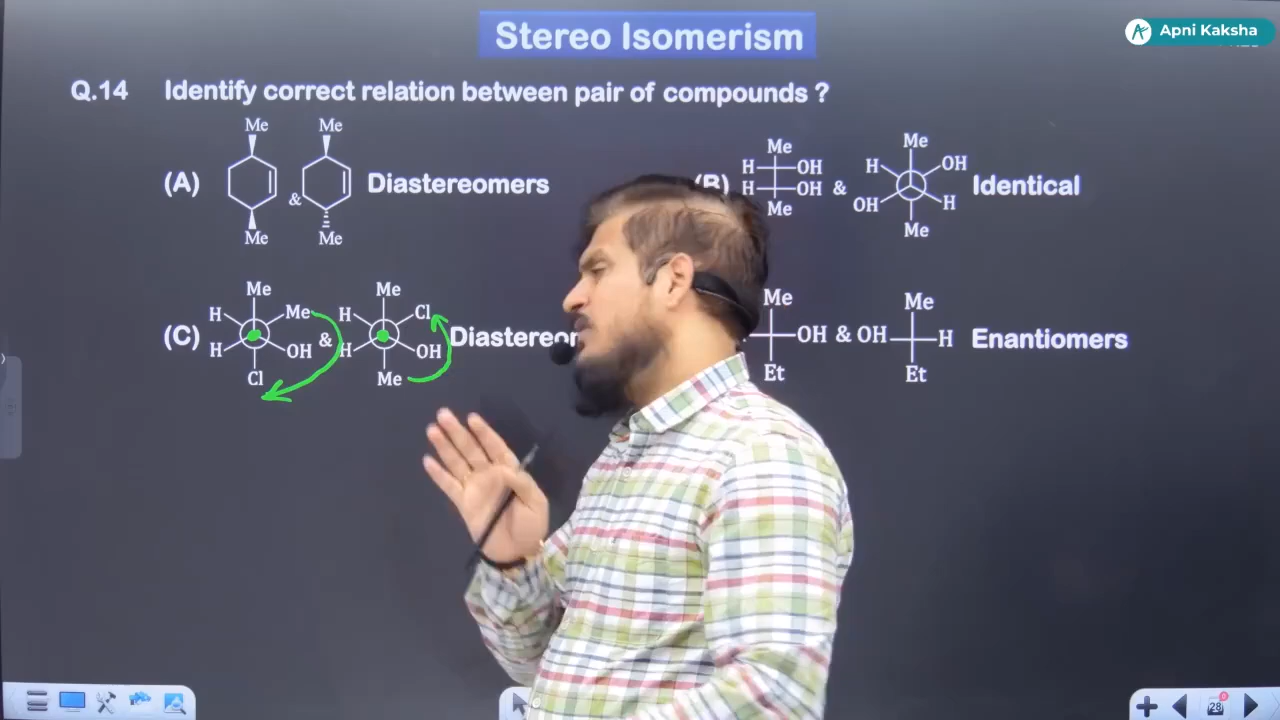 Stereo Isomerism
Apni Kaksha
Q.14 Identify correct relation between pair of compounds ?
(A) Me Me & Me Me Diastereomers
(B) Me H OH H OH Me & Me H OH OH H Me Identical
(C) Me H Me H OH Cl & Me H Cl H OH Me Diastereom
Me OH Et & Me OH H Et Enantiomers
28